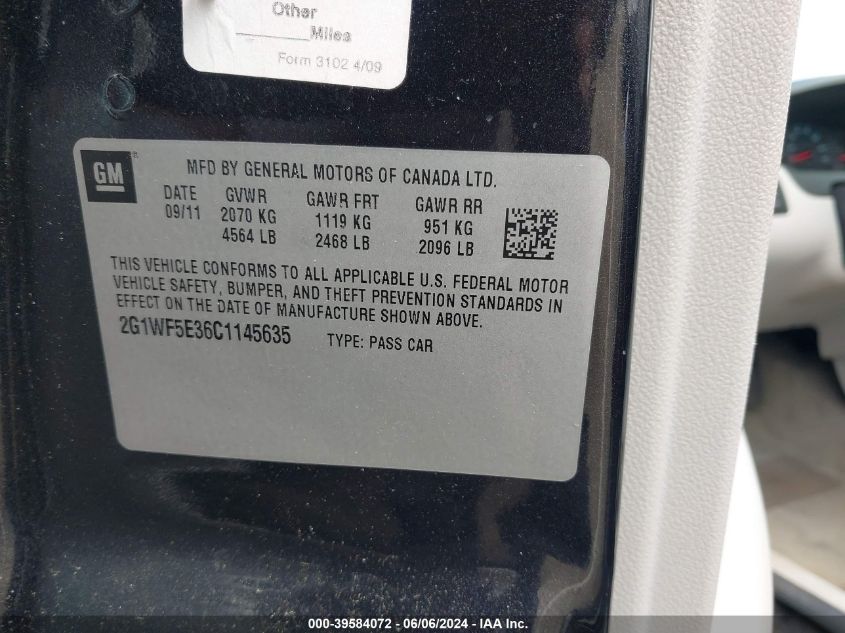 Other
______Miles
Form 3102 4/09
GM®
MFD BY GENERAL MOTORS OF CANADA LTD.
DATE GVWR GAWR FRT GAWR RR
09/11 2070 KG 1119 KG 951 KG
4564 LB 2468 LB 2096 LB
THIS VEHICLE CONFORMS TO ALL APPLICABLE U.S. FEDERAL MOTOR
VEHICLE SAFETY, BUMPER, AND THEFT PREVENTION STANDARDS IN
EFFECT ON THE DATE OF MANUFACTURE SHOWN ABOVE.
2G1WF5E36C1145635 TYPE: PASS CAR
000-39584072 - 06/06/2024 - IAA Inc.